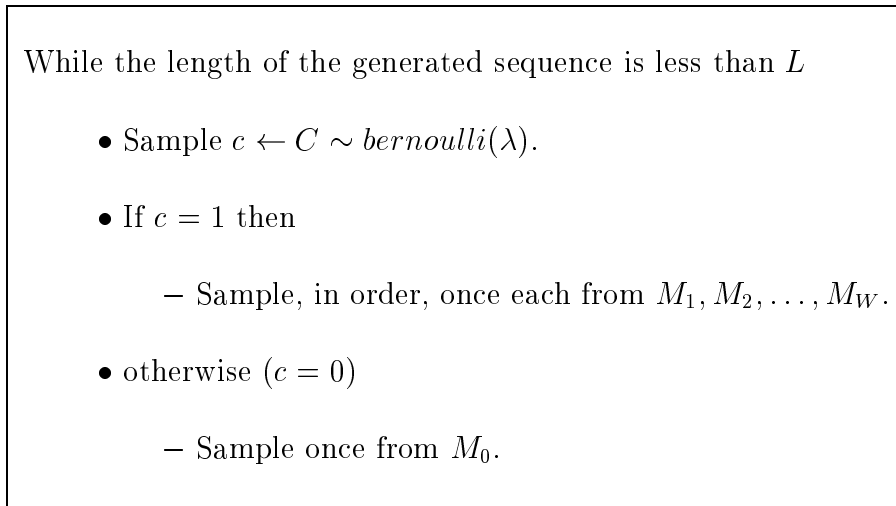 While the length of the generated sequence is less than L
• Sample c ← C ∼ bernoulli(λ).
• If c = 1 then
– Sample, in order, once each from M₁, M₂, . . . , M_W.
• otherwise (c = 0)
– Sample once from M₀.